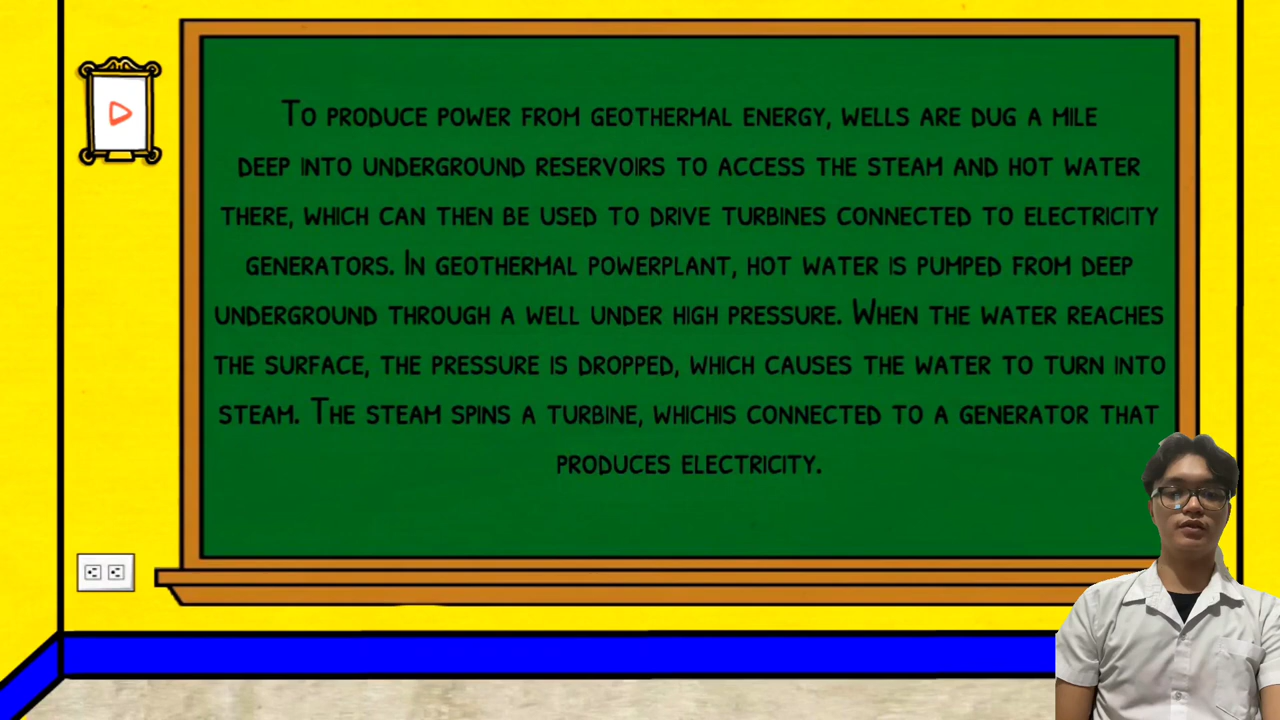 To produce power from geothermal energy, wells are dug a mile
deep into underground reservoirs to access the steam and hot water
there, which can then be used to drive turbines connected to electricity
generators. In geothermal powerplant, hot water is pumped from deep
underground through a well under high pressure. When the water reaches
the surface, the pressure is dropped, which causes the water to turn into
steam. The steam spins a turbine, whichis connected to a generator that
produces electricity.